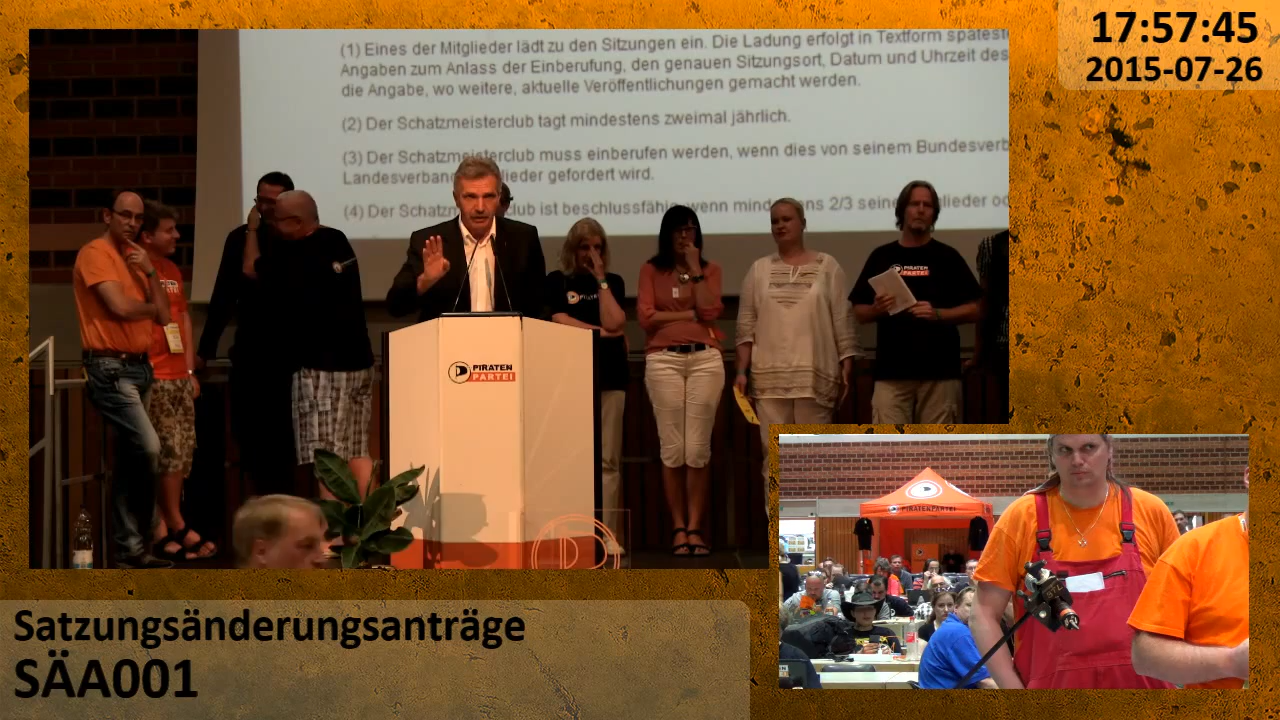 17:57:45
2015-07-26
(1) Eines der Mitglieder lädt zu den Sitzungen ein. Die Ladung erfolgt in Textform
Angaben zum Anlass der Einberufung, den genauen Sitzungsort, Datum und Uhrzeit des
die Angabe, wo weitere, aktuelle Veröffentlichungen gemacht werden.
(2) Der Schatzmeisterclub tagt mindestens zweimal jährlich.
(3) Der Schatzmeisterclub muss einberufen werden, wenn dies von seinem
gefordert wird.
(4) Der
ist beschlussfähig, wenn 2/3
PIRATEN
PARTEI
PIRATEN
PARTEI
PIRATENPARTEI
Satzungsänderungsanträge
SÄA001